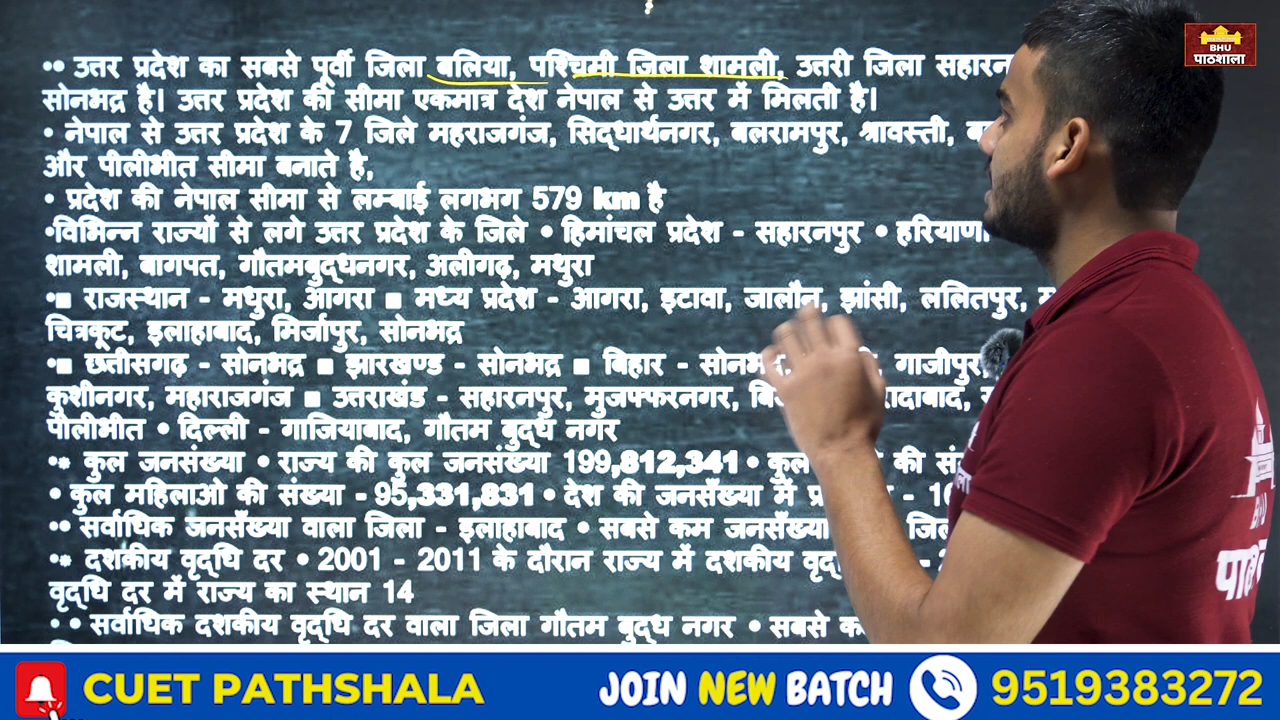 •• उत्तर प्रदेश का सबसे पूर्वी जिला बलिया, पश्चिमी जिला शामली, उत्तरी जिला
सोनभद्र है। उत्तर प्रदेश की सीमा एकमात्र देश नेपाल से उत्तर में मिलती है।
• नेपाल से उत्तर प्रदेश के 7 जिले महराजगंज, सिद्धार्थनगर, बलरामपुर, श्रावस्ती,
और पीलीभीत सीमा बनाते है,
• प्रदेश की नेपाल सीमा से लम्बाई लगभग 579 km है
•विभिन्न राज्यों से लगे उत्तर प्रदेश के जिले • हिमांचल प्रदेश - सहारनपुर • हरियाणा
शामली, बागपत, गौतमबुद्धनगर, अलीगढ़, मथुरा
•■ राजस्थान - मथुरा, आगरा ■ मध्य प्रदेश - आगरा, इटावा, जालौन, झांसी, ललितपुर,
चित्रकूट, इलाहाबाद, मिर्जापुर, सोनभद्र
•■ छत्तीसगढ़ - सोनभद्र ■ झारखण्ड - सोनभद्र ■ बिहार - गाजीपुर,
कुशीनगर, महाराजगंज ■ उत्तराखंड - सहारनपुर, मुजफ्फरनगर,
पीलीभीत • दिल्ली - गाजियाबाद, गौतम बुद्ध नगर
•* कुल जनसंख्या • राज्य की कुल जनसंख्या 199,812,341 • कुल की
• कुल महिलाओ की संख्या - 95,331,831 • देश की जनसँख्या में
•• सर्वाधिक जनसँख्या वाला जिला - इलाहाबाद • सबसे कम जनसँख्या
•* दशकीय वृद्धि दर • 2001 - 2011 के दौरान राज्य में दशकीय
वृद्धि दर में राज्य का स्थान 14
• • सर्वाधिक दशकीय वृद्धि दर वाला जिला गौतम बुद्ध नगर • सबसे
BHU
पाठशाला
CUET PATHSHALA
JOIN NEW BATCH
9519383272